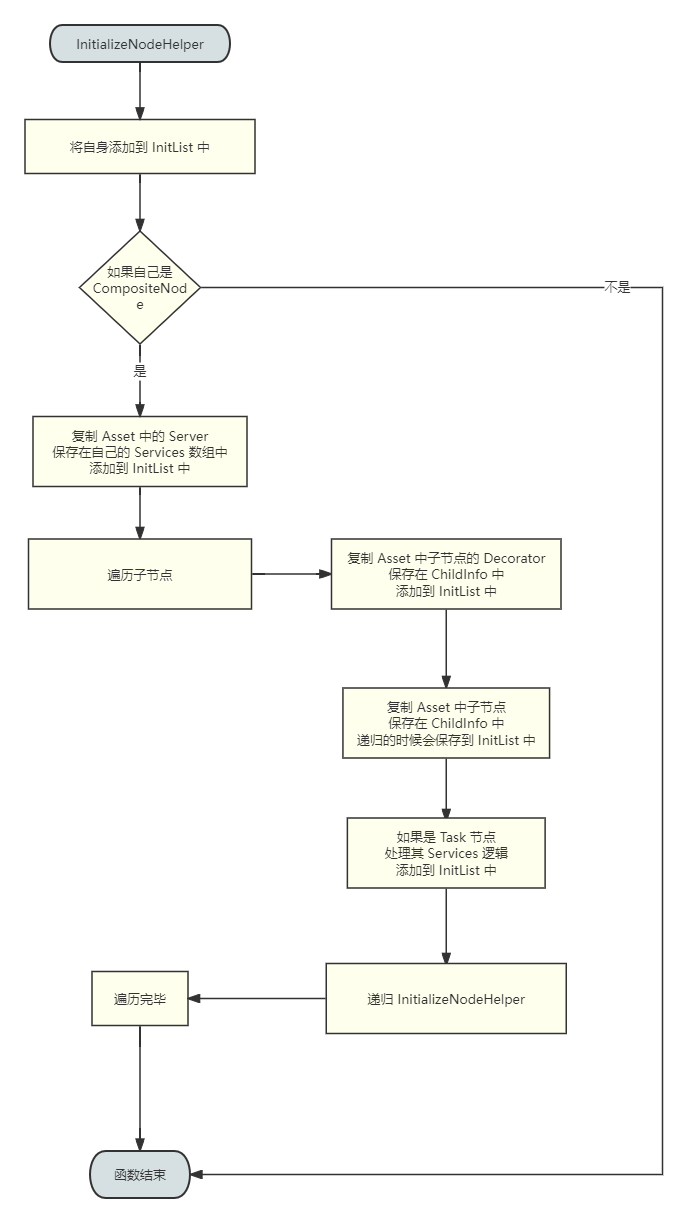 InitializeNodeHelper
将自身添加到 InitList 中
如果自己是
CompositeNod
e
不是
是
复制 Asset 中的 Server
保存在自己的 Services 数组中
添加到 InitList 中
遍历子节点
复制 Asset 中子节点的 Decorator
保存在 ChildInfo 中
添加到 InitList 中
复制 Asset 中子节点
保存在 ChildInfo 中
递归的时候会保存到 InitList 中
如果是 Task 节点
处理其 Services 逻辑
添加到 InitList 中
递归 InitializeNodeHelper
遍历完毕
函数结束